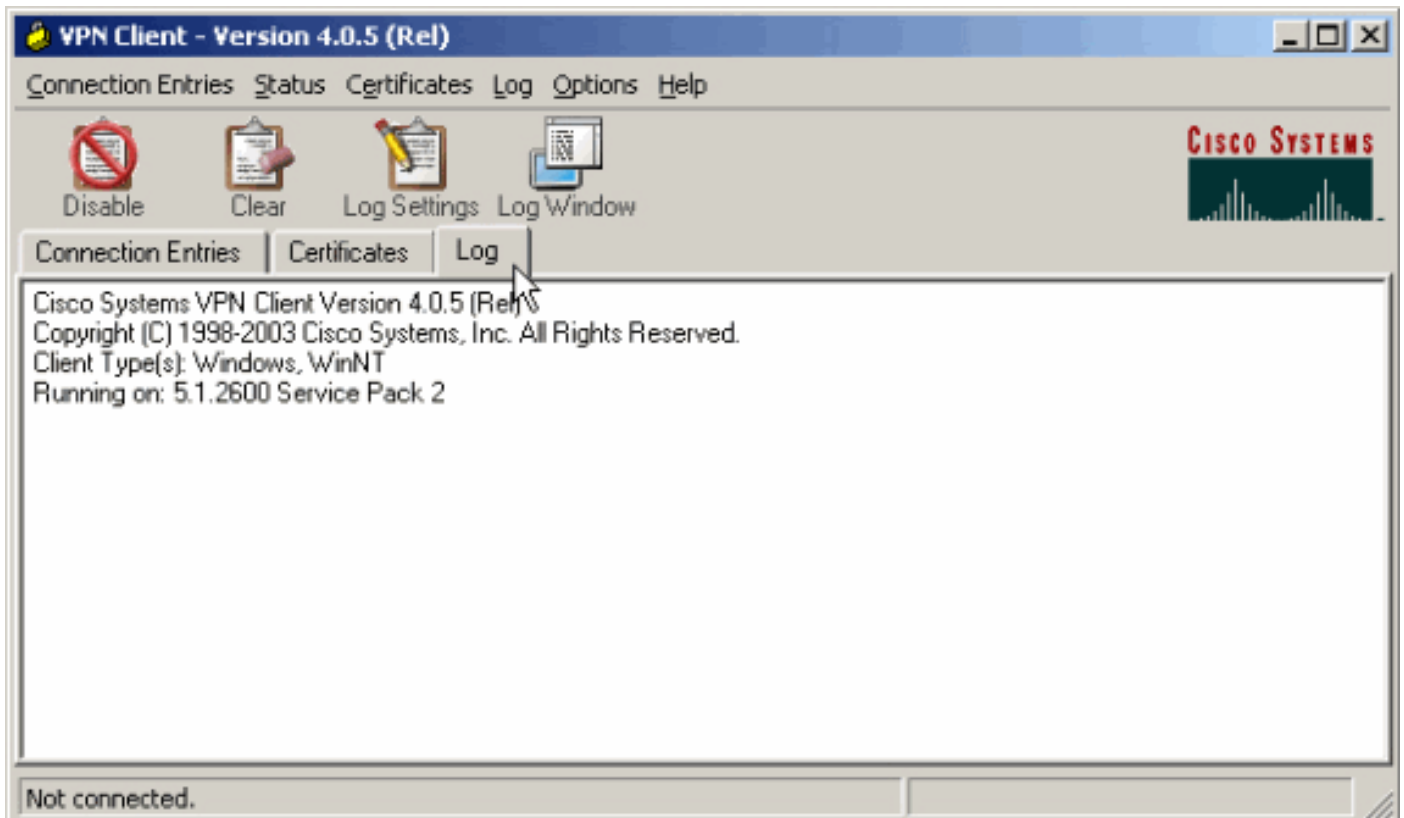 VPN Client - Version 4.0.5 (Rel)
Connection Entries Status Certificates Log Options Help
Disable Clear Log Settings Log Window
CISCO SYSTEMS
Connection Entries Certificates Log
Cisco Systems VPN Client Version 4.0.5 (Rel)
Copyright (C) 1998-2003 Cisco Systems, Inc. All Rights Reserved.
Client Type(s): Windows, WinNT
Running on: 5.1.2600 Service Pack 2
Not connected.